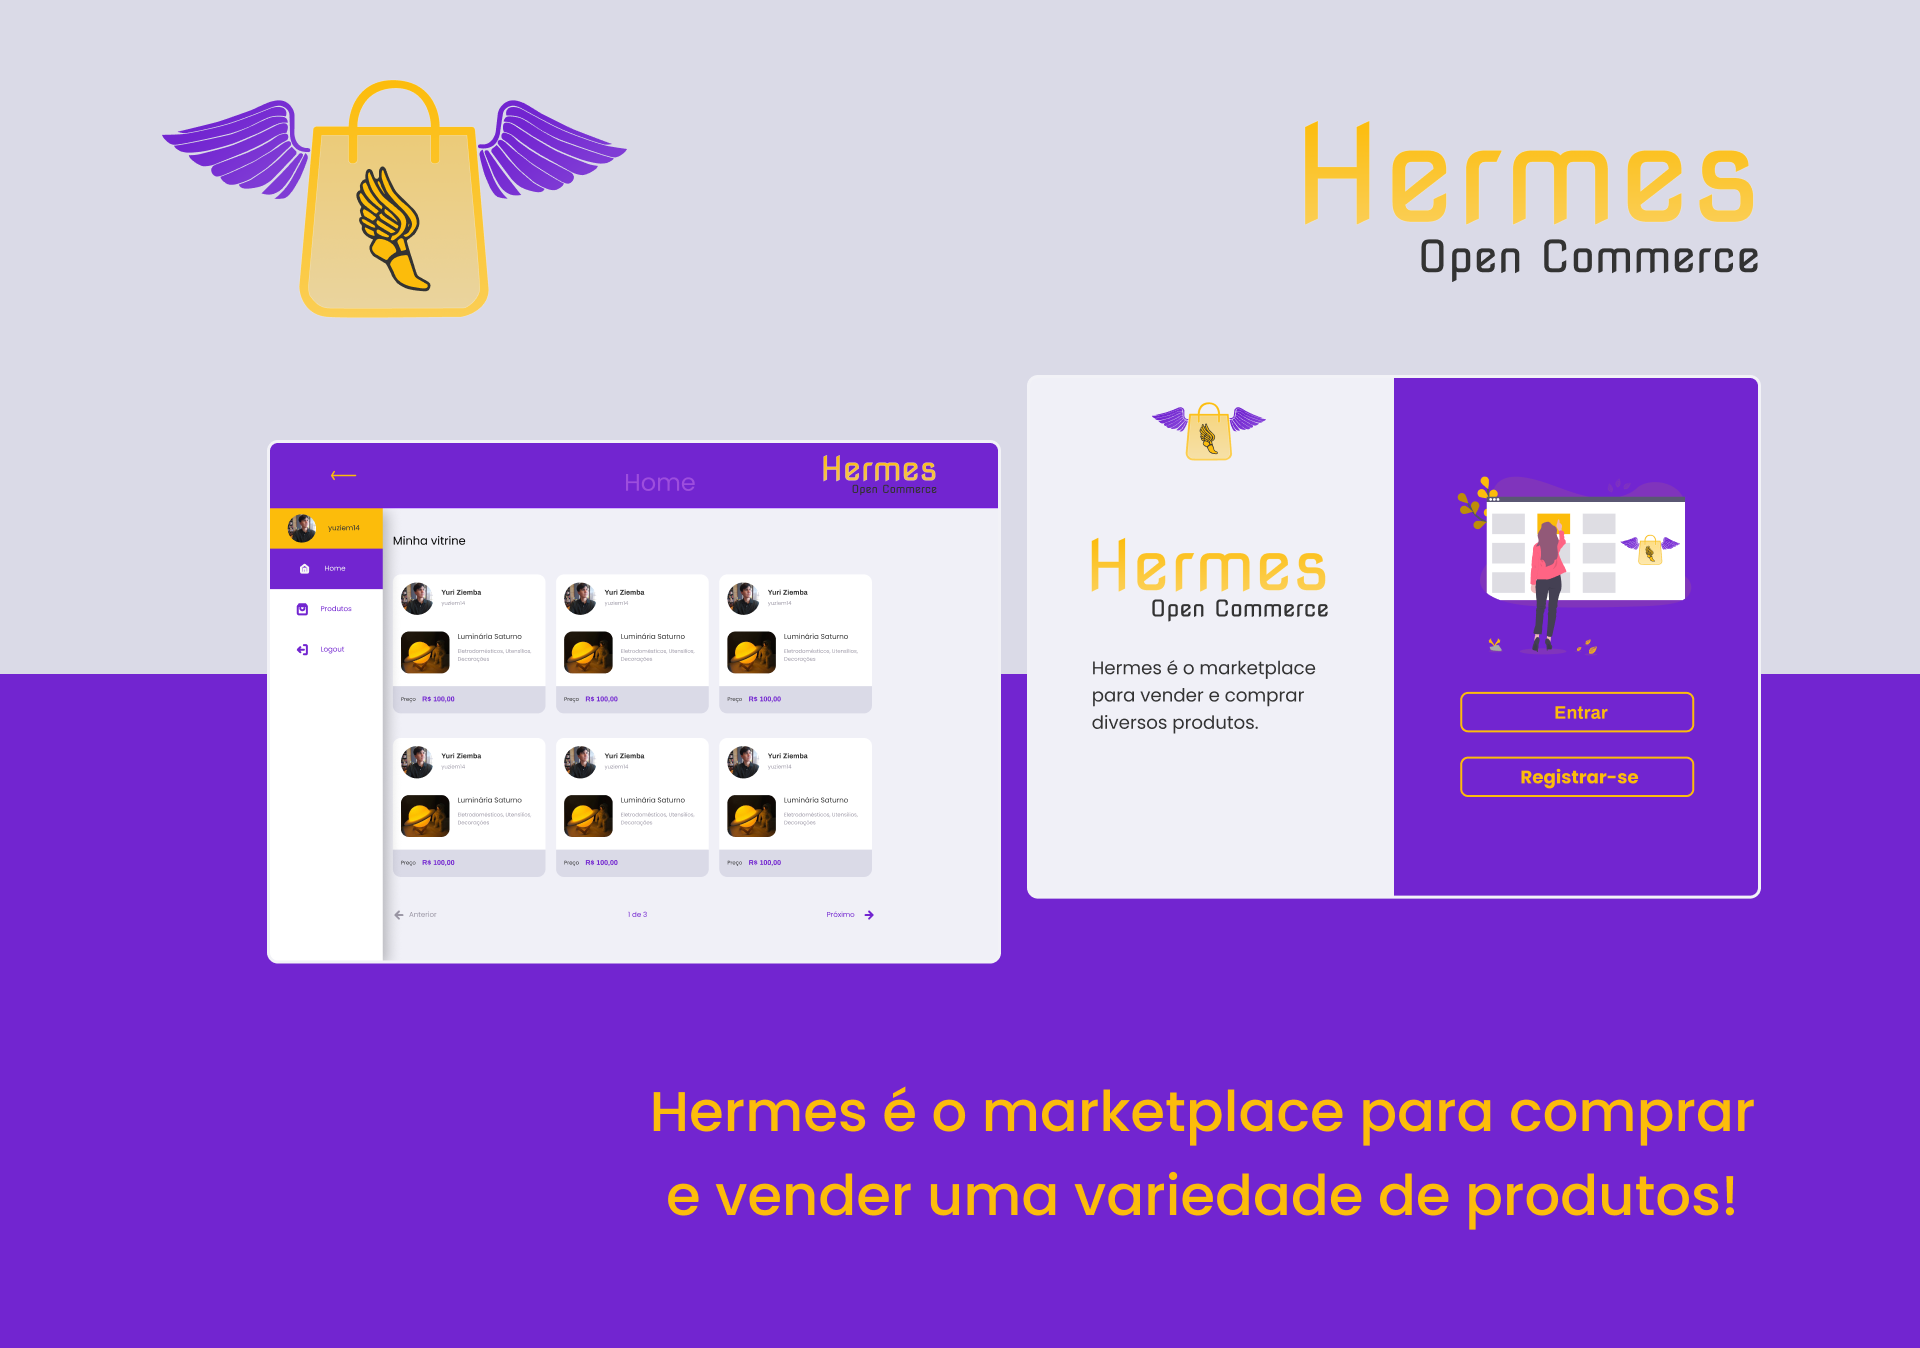 Hermes
Open Commerce
Home
Hermes
Open Commerce
yuziem14
Home
Produtos
Logout
Minha vitrine
Yuri Ziemba
yuziem14
Luminária Saturno
Eletrodomésticos, Utensílios,
Decorações
Preço R$ 100,00
Yuri Ziemba
yuziem14
Luminária Saturno
Eletrodomésticos, Utensílios,
Decorações
Preço R$ 100,00
Yuri Ziemba
yuziem14
Luminária Saturno
Eletrodomésticos, Utensílios,
Decorações
Preço R$ 100,00
Yuri Ziemba
yuziem14
Luminária Saturno
Eletrodomésticos, Utensílios,
Decorações
Preço R$ 100,00
Yuri Ziemba
yuziem14
Luminária Saturno
Eletrodomésticos, Utensílios,
Decorações
Preço R$ 100,00
Yuri Ziemba
yuziem14
Luminária Saturno
Eletrodomésticos, Utensílios,
Decorações
Preço R$ 100,00
Anterior
1 de 3
Próximo
Hermes
Open Commerce
Hermes é o marketplace
para vender e comprar
diversos produtos.
Entrar
Registrar-se
Hermes é o marketplace para comprar
e vender uma variedade de produtos!